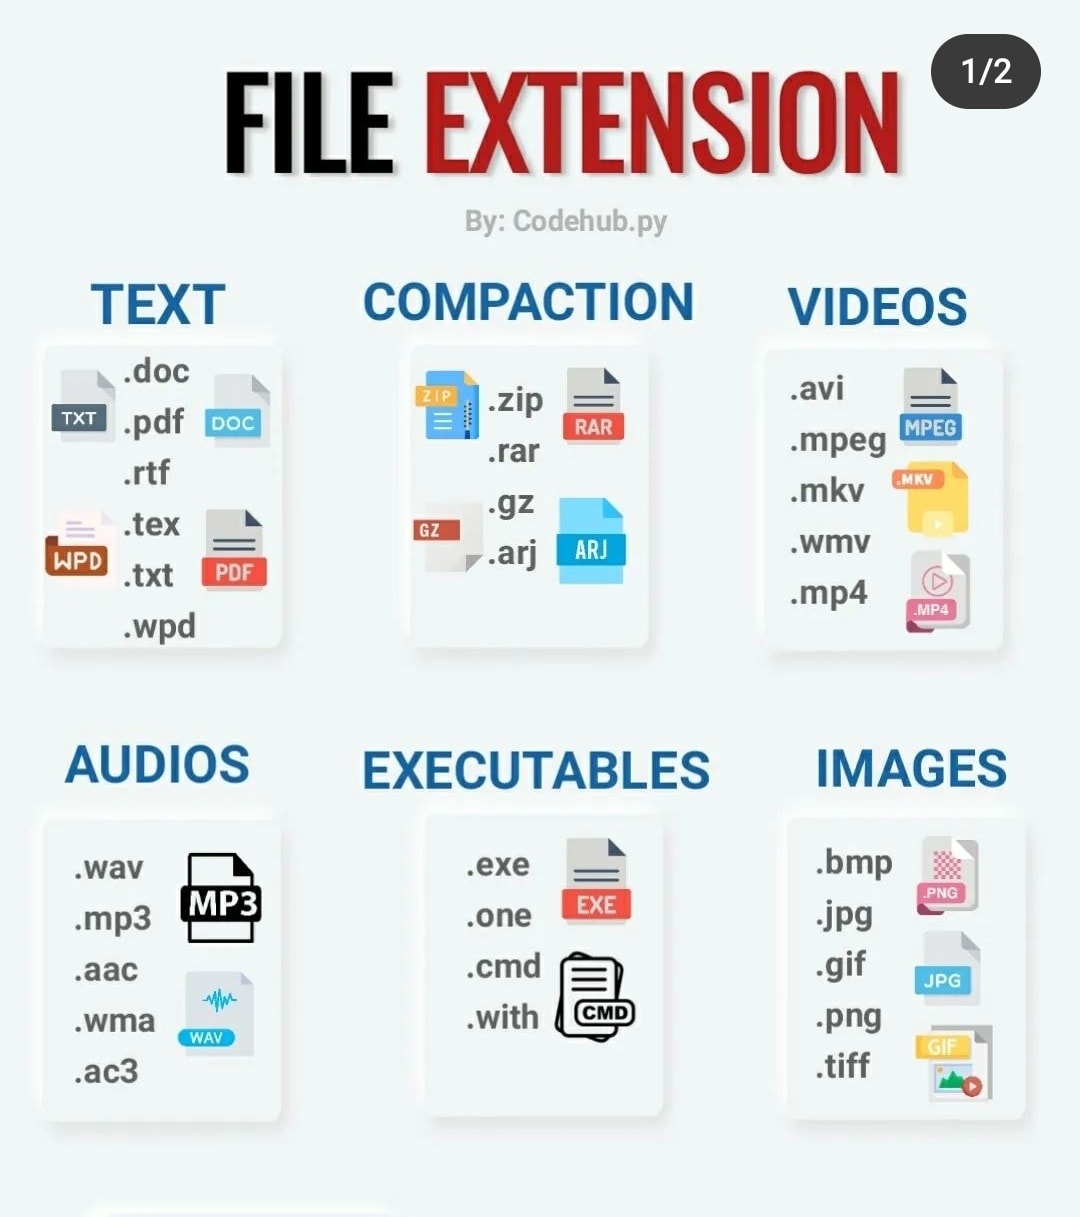 1/2
FILE EXTENSION
By: Codehub.py
TEXT
.doc
.pdf
.rtf
.tex
.txt
.wpd
TXT
DOC
WPD
PDF
COMPACTION
.zip
.rar
.gz
.arj
ZIP
RAR
GZ
ARJ
VIDEOS
.avi
.mpeg
.mkv
.wmv
.mp4
MPEG
.MKV
.MP4
AUDIOS
.wav
.mp3
.aac
.wma
.ac3
MP3
WAV
EXECUTABLES
.exe
.one
.cmd
.with
EXE
CMD
IMAGES
.bmp
.jpg
.gif
.png
.tiff
.PNG
JPG
GIF